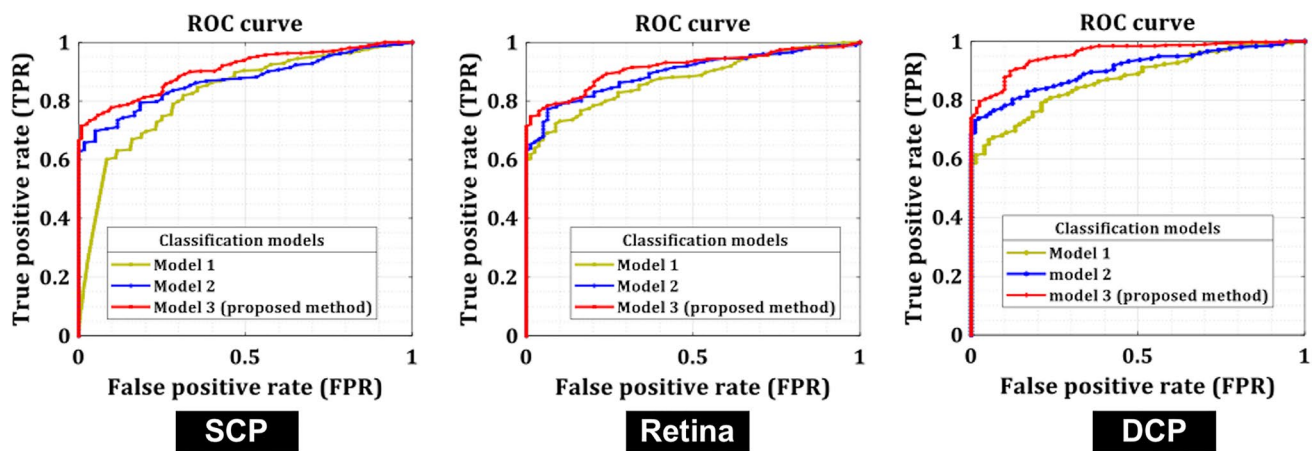 ROC curve
True positive rate (TPR)
1
0.8
0.6
0.4
0.2
0
Classification models
Model 1
Model 2
Model 3 (proposed method)
0
0.5
1
False positive rate (FPR)
SCP
ROC curve
True positive rate (TPR)
1
0.8
0.6
0.4
0.2
0
Classification models
Model 1
Model 2
Model 3 (proposed method)
0
0.5
1
False positive rate (FPR)
Retina
ROC curve
True positive rate (TPR)
1
0.8
0.6
0.4
0.2
0
Classification models
Model 1
model 2
model 3 (proposed method)
0
0.5
1
False positive rate (FPR)
DCP